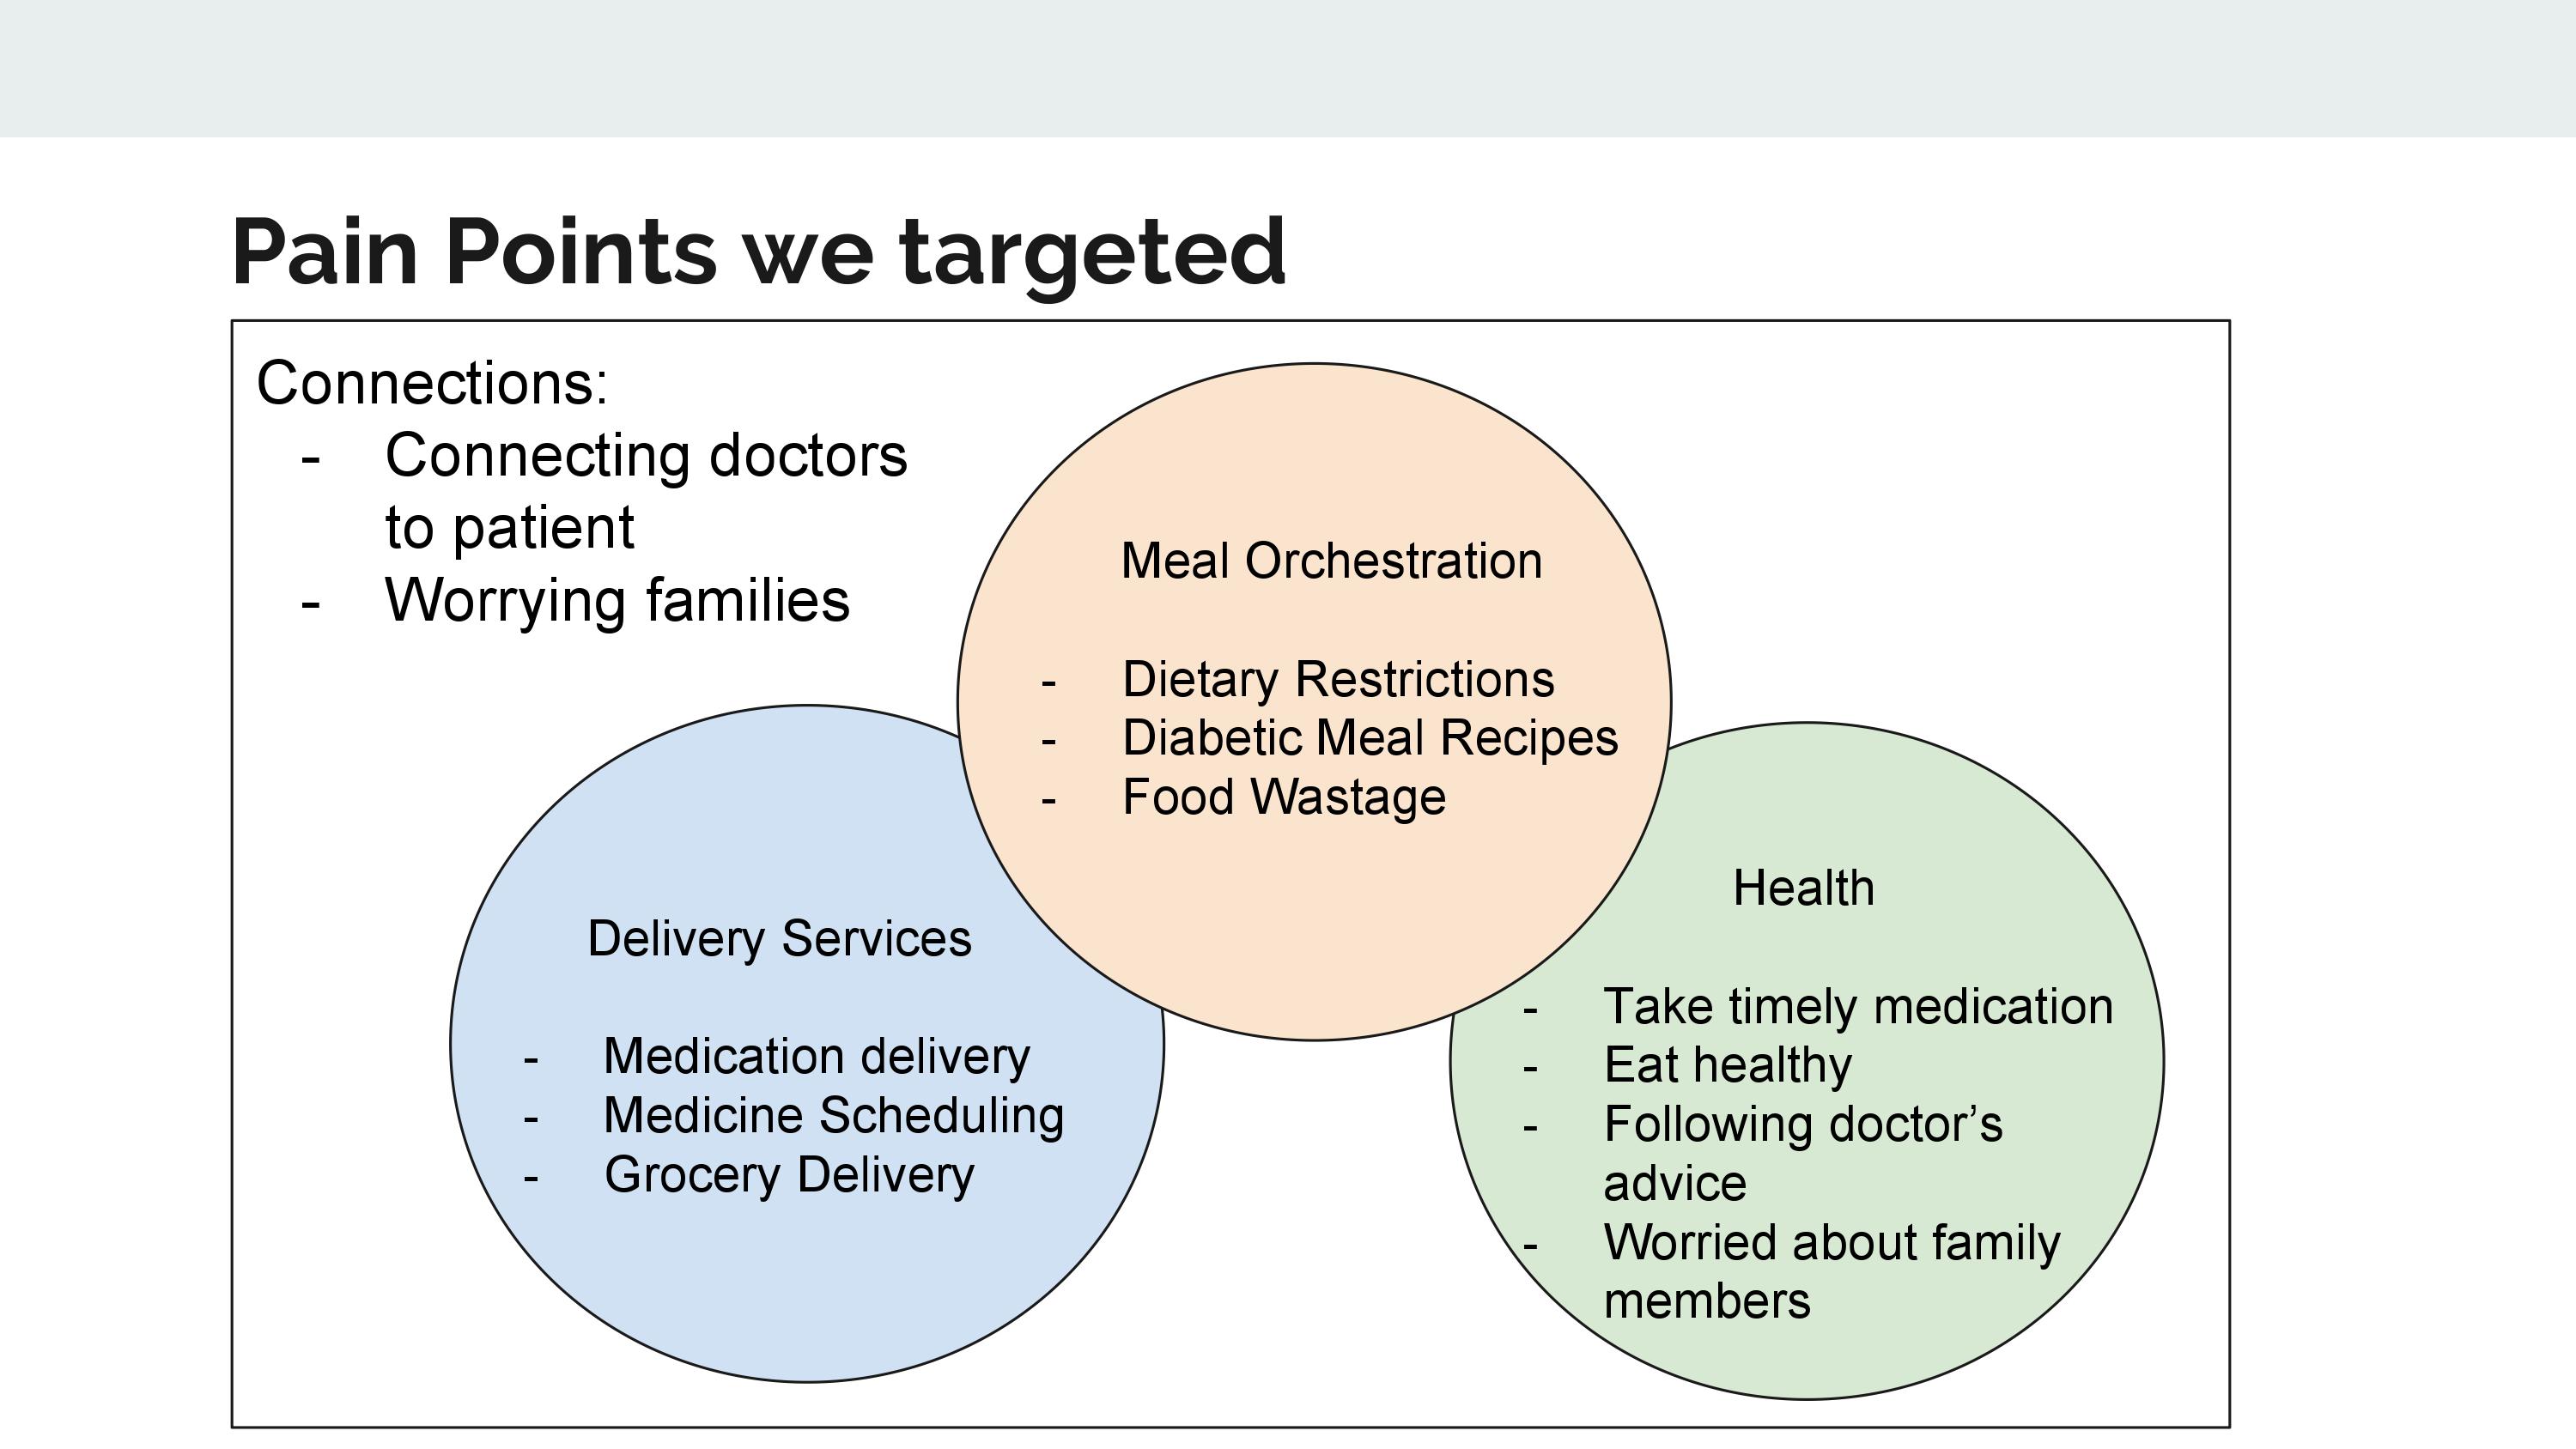 Pain Points we targeted
Connections:
- Connecting doctors
to patient
- Worrying families
Meal Orchestration
- Dietary Restrictions
- Diabetic Meal Recipes
- Food Wastage
Delivery Services
- Medication delivery
- Medicine Scheduling
- Grocery Delivery
Health
- Take timely medication
- Eat healthy
- Following doctor’s
advice
- Worried about family
members